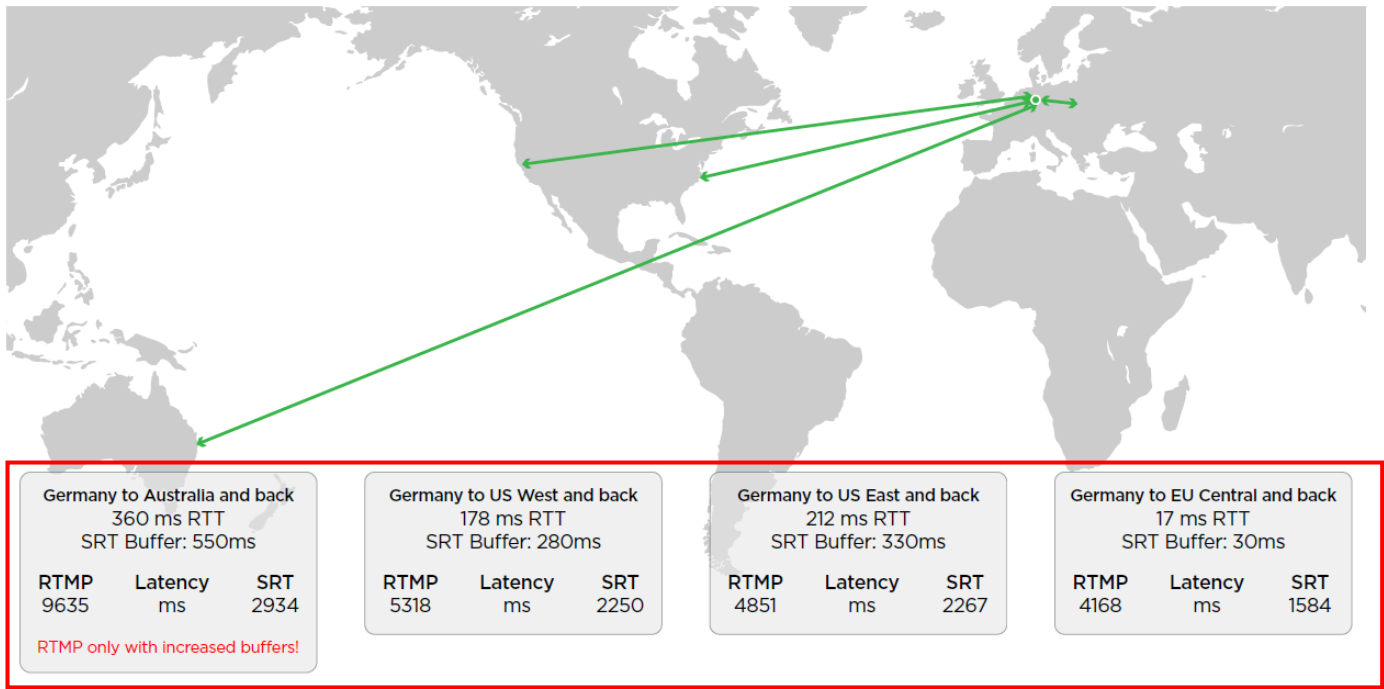 Germany to Australia and back
360 ms RTT
SRT Buffer: 550ms
RTMP Latency SRT
9635 ms 2934
RTMP only with increased buffers!
Germany to US West and back
178 ms RTT
SRT Buffer: 280ms
RTMP Latency SRT
5318 ms 2250
Germany to US East and back
212 ms RTT
SRT Buffer: 330ms
RTMP Latency SRT
4851 ms 2267
Germany to EU Central and back
17 ms RTT
SRT Buffer: 30ms
RTMP Latency SRT
4168 ms 1584